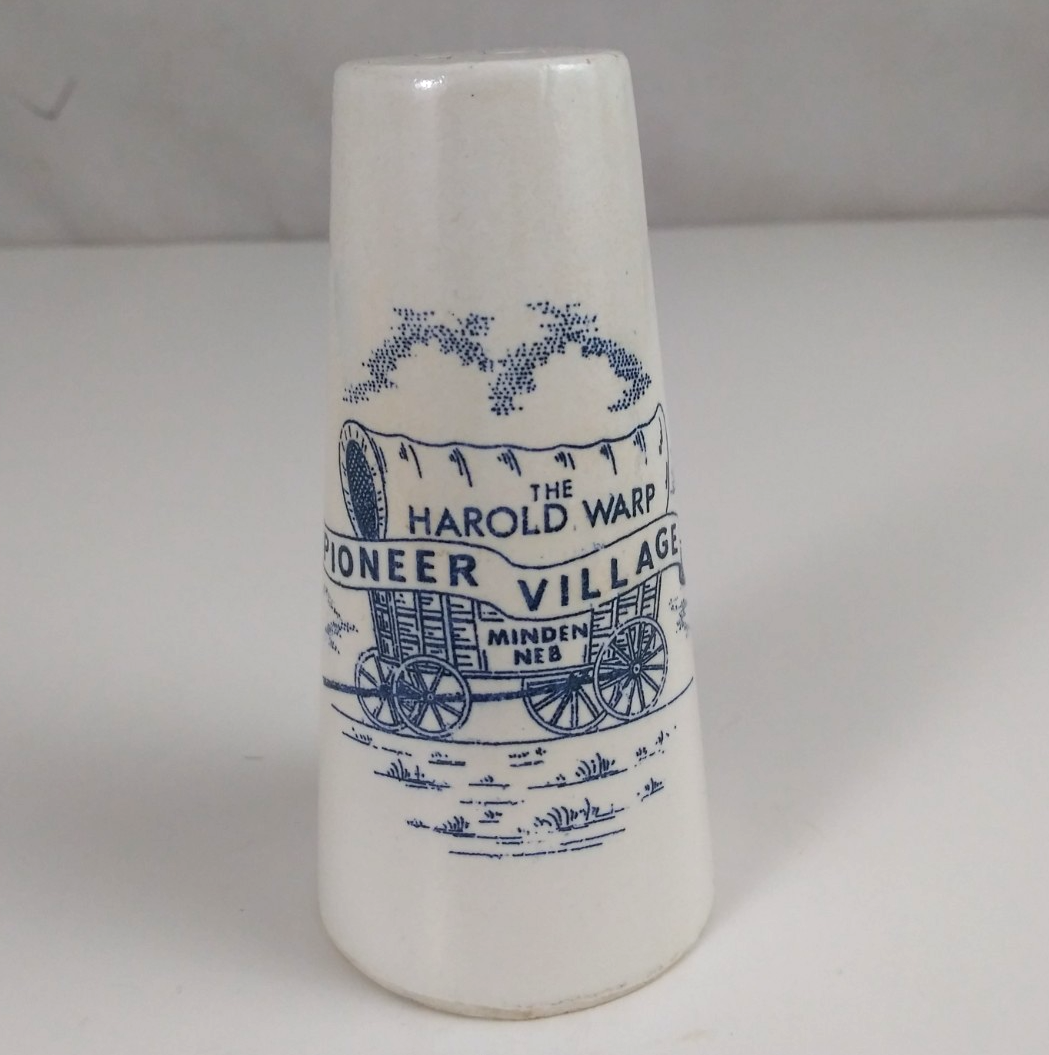 THE
HAROLD WARP
PIONEER VILLAGE
MINDEN
NEB